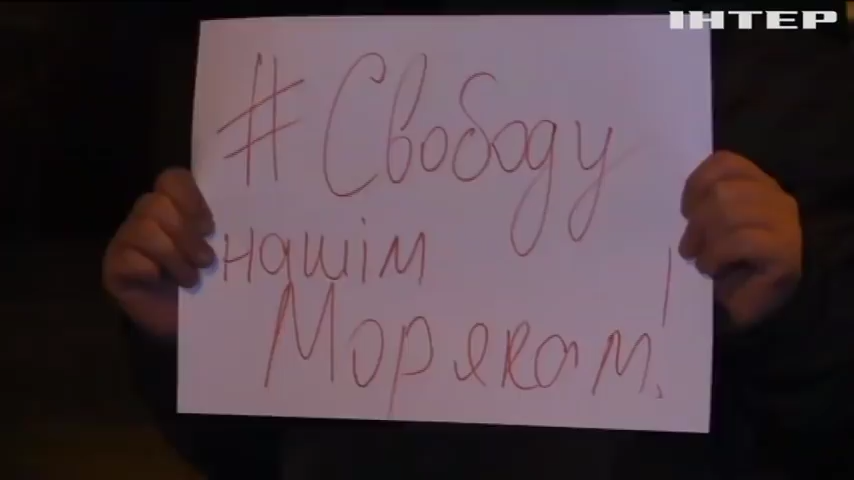 ІНТЕР
#Свободу
нашім
Морякам!